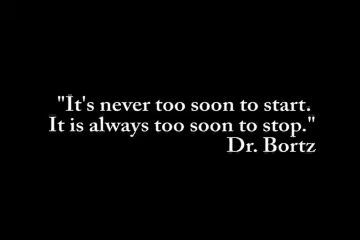 "It's never too soon to start.
It is always too soon to stop."
Dr. Bortz